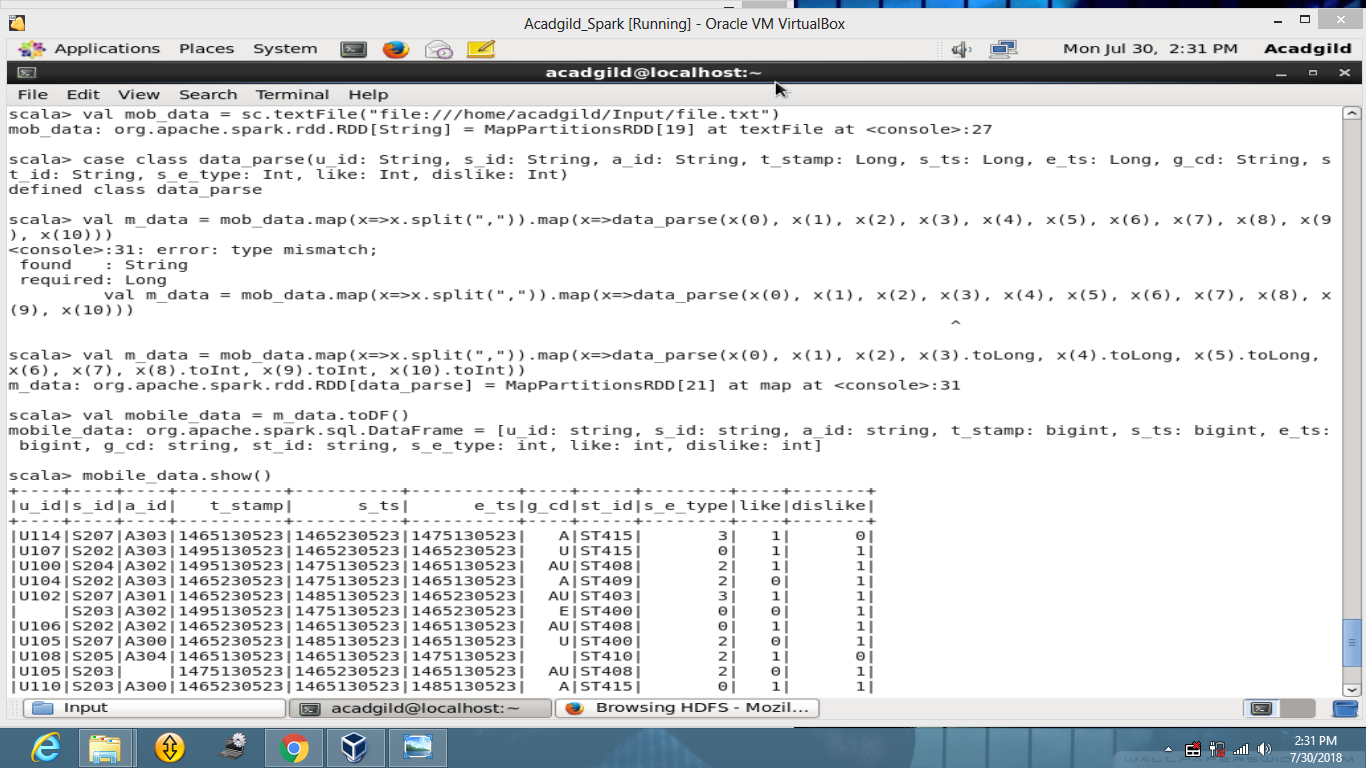 Acadgild_Spark [Running] - Oracle VM VirtualBox
Applications Places System Mon Jul 30, 2:31 PM Acadgild
acadgild@localhost:~
File Edit View Search Terminal Help
scala> val mob_data = sc.textFile("file:///home/acadgild/Input/file.txt")
mob_data: org.apache.spark.rdd.RDD[String] = MapPartitionsRDD[19] at textFile at <console>:27
scala> case class data_parse(u_id: String, s_id: String, a_id: String, t_stamp: Long, s_ts: Long, e_ts: Long, g_cd: String, s
t_id: String, s_e_type: Int, like: Int, dislike: Int)
defined class data_parse
scala> val m_data = mob_data.map(x=>x.split(",")).map(x=>data_parse(x(0), x(1), x(2), x(3), x(4), x(5), x(6), x(7), x(8), x(9
), x(10)))
<console>:31: error: type mismatch;
 found   : String
 required: Long
        val m_data = mob_data.map(x=>x.split(",")).map(x=>data_parse(x(0), x(1), x(2), x(3), x(4), x(5), x(6), x(7), x(8), x
(9), x(10)))
^
scala> val m_data = mob_data.map(x=>x.split(",")).map(x=>data_parse(x(0), x(1), x(2), x(3).toLong, x(4).toLong, x(5).toLong,
x(6), x(7), x(8).toInt, x(9).toInt, x(10).toInt))
m_data: org.apache.spark.rdd.RDD[data_parse] = MapPartitionsRDD[21] at map at <console>:31
scala> val mobile_data = m_data.toDF()
mobile_data: org.apache.spark.sql.DataFrame = [u_id: string, s_id: string, a_id: string, t_stamp: bigint, s_ts: bigint, e_ts:
 bigint, g_cd: string, st_id: string, s_e_type: int, like: int, dislike: int]
scala> mobile_data.show()
+----+----+----+----------+----------+----------+----+-----+--------+----+-------+
|u_id|s_id|a_id|   t_stamp|      s_ts|      e_ts|g_cd|st_id|s_e_type|like|dislike|
+----+----+----+----------+----------+----------+----+-----+--------+----+-------+
|U114|S207|A303|1465130523|1465230523|1475130523|   A|ST415|       3|   1|      0|
|U107|S202|A303|1495130523|1465130523|1465230523|   U|ST415|       0|   1|      1|
|U100|S204|A302|1495130523|1475130523|1465130523|  AU|ST408|       2|   1|      1|
|U104|S202|A303|1465230523|1475130523|1465130523|   A|ST409|       2|   0|      1|
|U102|S207|A301|1465230523|1485130523|1465230523|  AU|ST403|       3|   1|      1|
|    |S203|A302|1495130523|1475130523|1465230523|   E|ST400|       0|   0|      1|
|U106|S202|A302|1465230523|1465130523|1465230523|  AU|ST408|       0|   1|      1|
|U105|S207|A300|1465230523|1485130523|1465130523|   U|ST400|       2|   0|      1|
|U108|S205|A304|1465130523|1465130523|1475130523|    |ST410|       2|   1|      0|
|U105|S203|    |1475130523|1465130523|1465230523|  AU|ST408|       2|   0|      1|
|U110|S203|A300|1465230523|1465130523|1485130523|   A|ST415|       0|   1|      1|
Input acadgild@localhost:~ Browsing HDFS - Mozil...
2:31 PM
7/30/2018